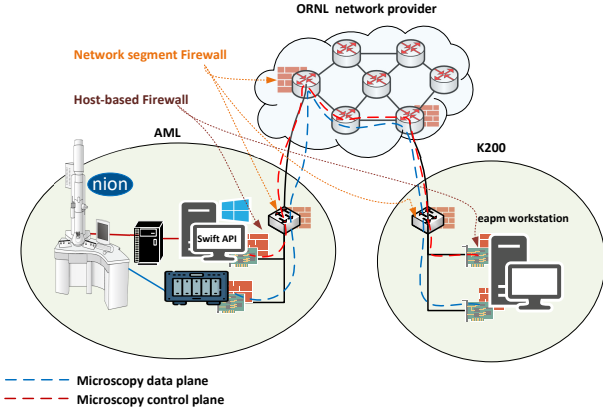 ORNL network provider
Network segment Firewall
Host-based Firewall
AML
K200
nion
Swift API
eapm workstation
Microscopy data plane
Microscopy control plane